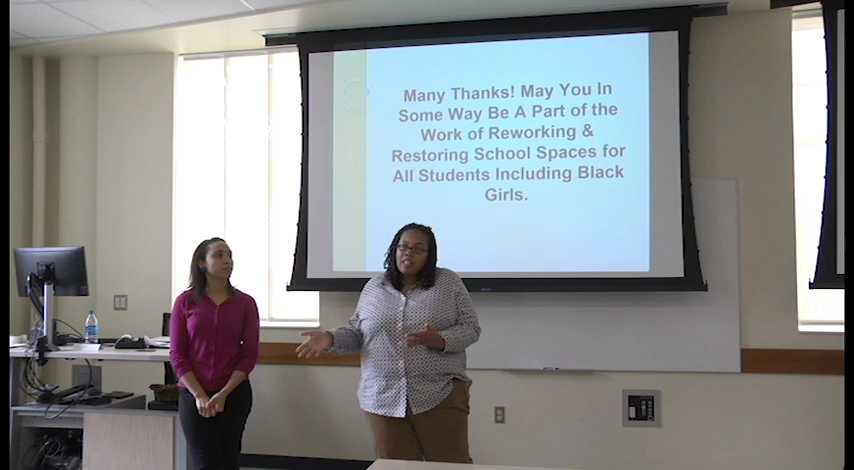 Many Thanks! May You In
Some Way Be A Part of the
Work of Reworking &
Restoring School Spaces for
All Students Including Black
Girls.